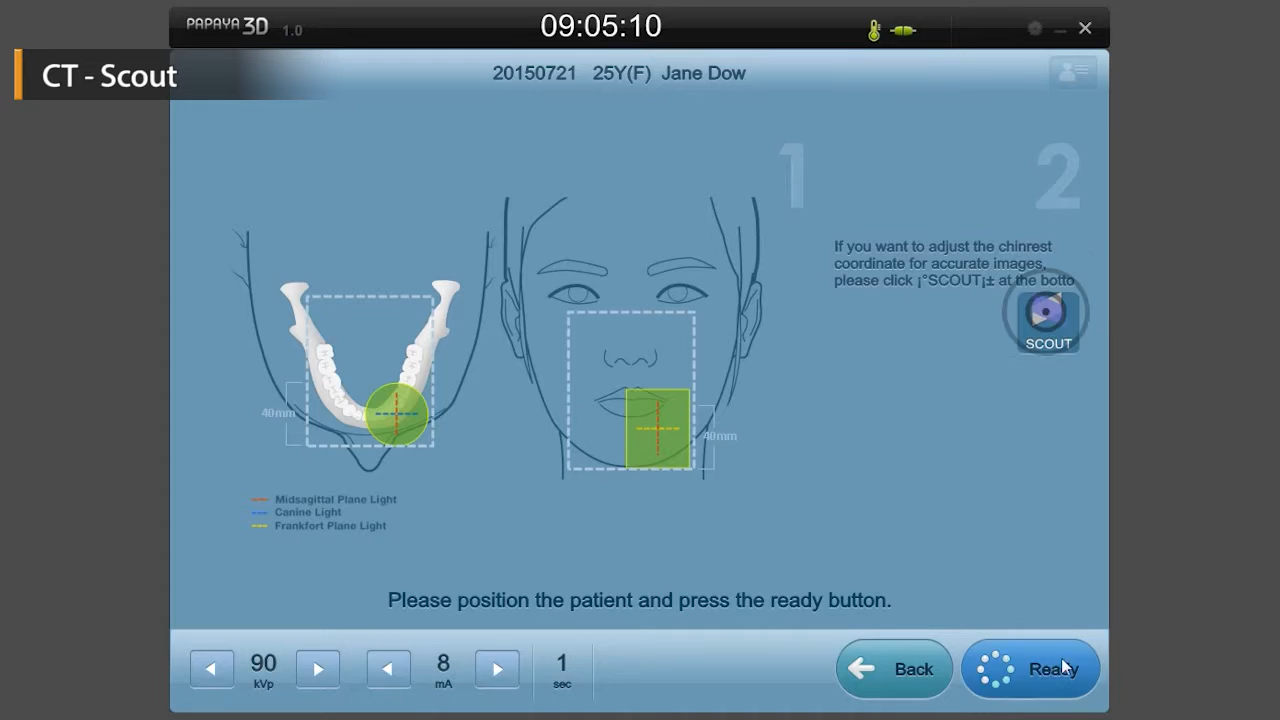 PAPAYA 3D 1.0
09:05:10
CT - Scout
20150721 25Y(F) Jane Dow
1
2
If you want to adjust the chinrest
coordinate for accurate images,
please click ¡°SCOUT¡± at the botto
SCOUT
40mm
40mm
Midsagittal Plane Light
Canine Light
Frankfort Plane Light
Please position the patient and press the ready button.
90
kVp
8
mA
1
sec
Back
Ready